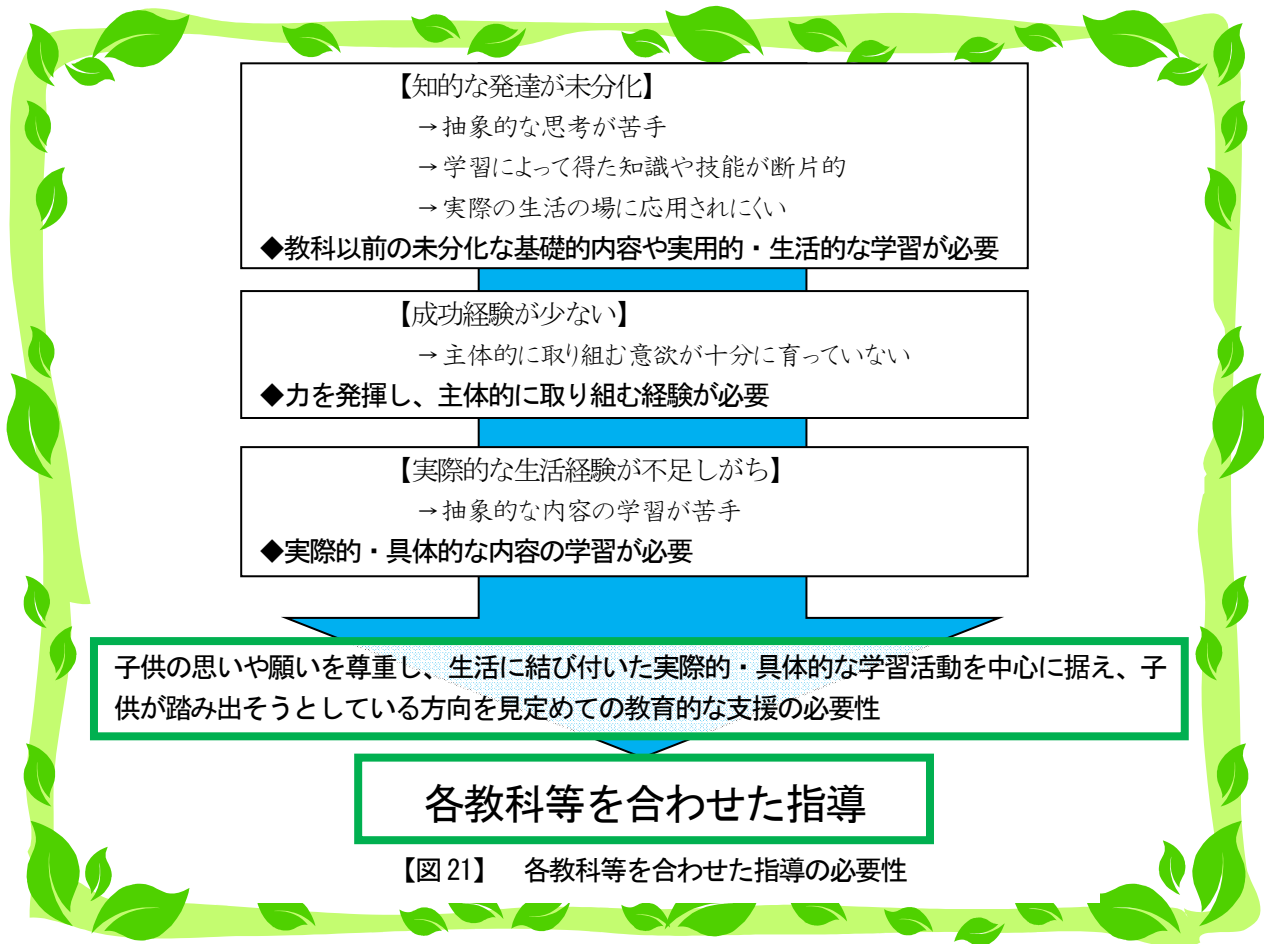 【知的な発達が未分化】
→抽象的な思考が苦手
→学習によって得た知識や技能が断片的
→実際の生活の場に応用されにくい
◆教科以前の未分化な基礎的内容や実用的・生活的な学習が必要
【成功経験が少ない】
→主体的に取り組む意欲が十分に育っていない
◆力を発揮し、主体的に取り組む経験が必要
【実際的な生活経験が不足しがち】
→抽象的な内容の学習が苦手
◆実際的・具体的な内容の学習が必要
子供の思いや願いを尊重し、生活に結び付いた実際的・具体的な学習活動を中心に据え、子
供が踏み出そうとしている方向を見定めての教育的な支援の必要性
各教科等を合わせた指導
【図21】　各教科等を合わせた指導の必要性